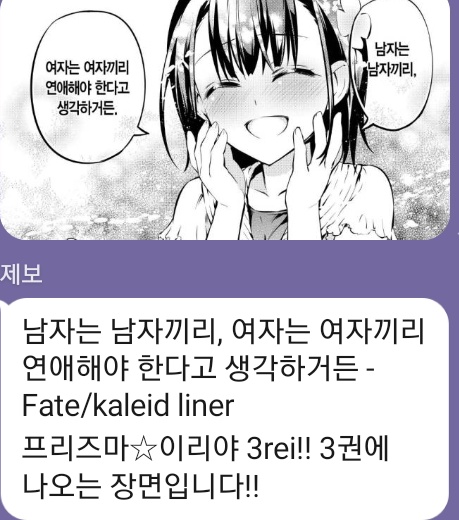 남자는
남자끼리,
여자는 여자끼리
연애해야 한다고
생각하거든.
제보
남자는 남자끼리, 여자는 여자끼리
연애해야 한다고 생각하거든 -
Fate/kaleid liner
프리즈마☆이리야 3rei!! 3권에
나오는 장면입니다!!